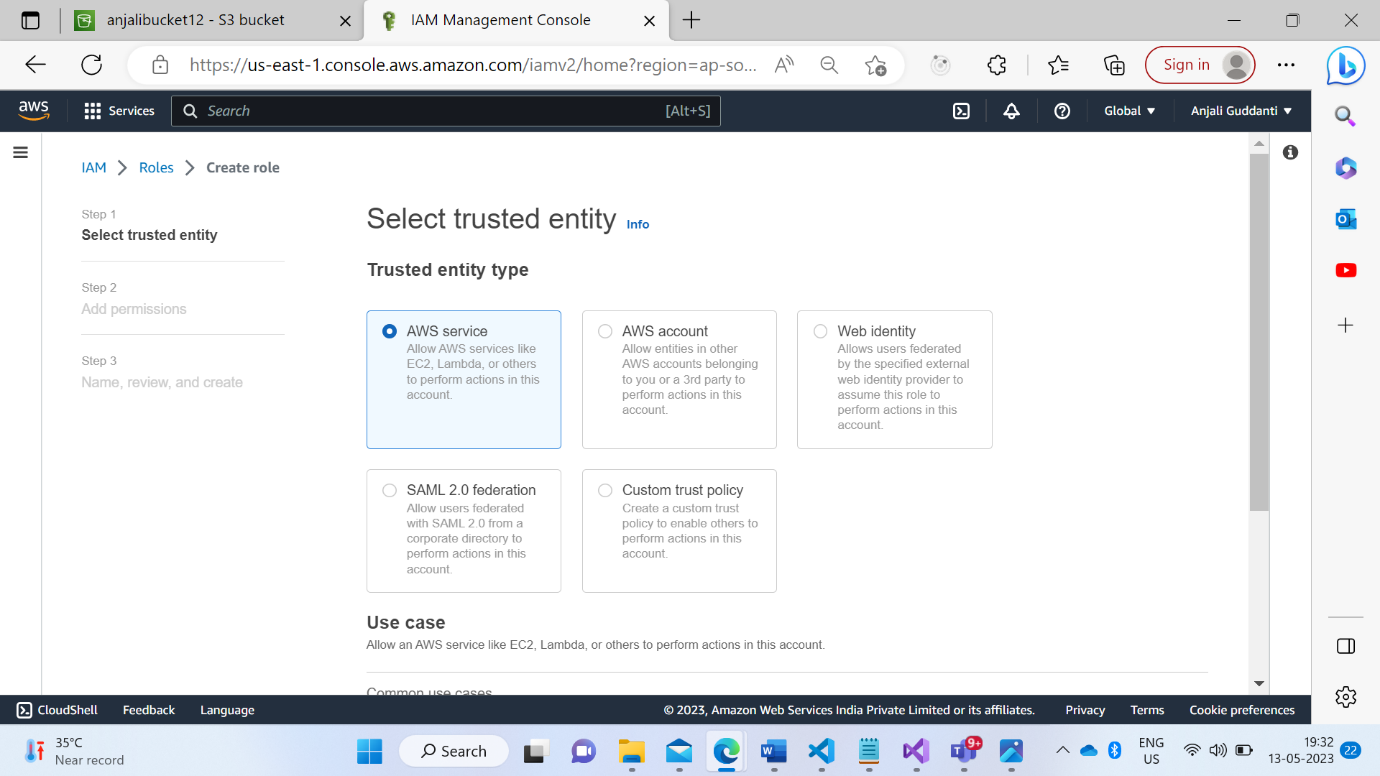 anjalibucket12 - S3 bucket
IAM Management Console
https://us-east-1.console.aws.amazon.com/iamv2/home?region=ap-so...
Sign in
aws
Services
Search
[Alt+S]
Global
Anjali Guddanti
IAM
Roles
Create role
Step 1
Select trusted entity
Step 2
Add permissions
Step 3
Name, review, and create
Select trusted entity Info
Trusted entity type
AWS service
Allow AWS services like
EC2, Lambda, or others
to perform actions in this
account.
AWS account
Allow entities in other
AWS accounts belonging
to you or a 3rd party to
perform actions in this
account.
Web identity
Allows users federated
by the specified external
web identity provider to
assume this role to
perform actions in this
account.
SAML 2.0 federation
Allow users federated
with SAML 2.0 from a
corporate directory to
perform actions in this
account.
Custom trust policy
Create a custom trust
policy to enable others to
perform actions in this
account.
Use case
Allow an AWS service like EC2, Lambda, or others to perform actions in this account.
Common use cases
CloudShell
Feedback
Language
© 2023, Amazon Web Services India Private Limited or its affiliates.
Privacy
Terms
Cookie preferences
35°C
Near record
Search
9+
ENG
US
19:32
13-05-2023
22